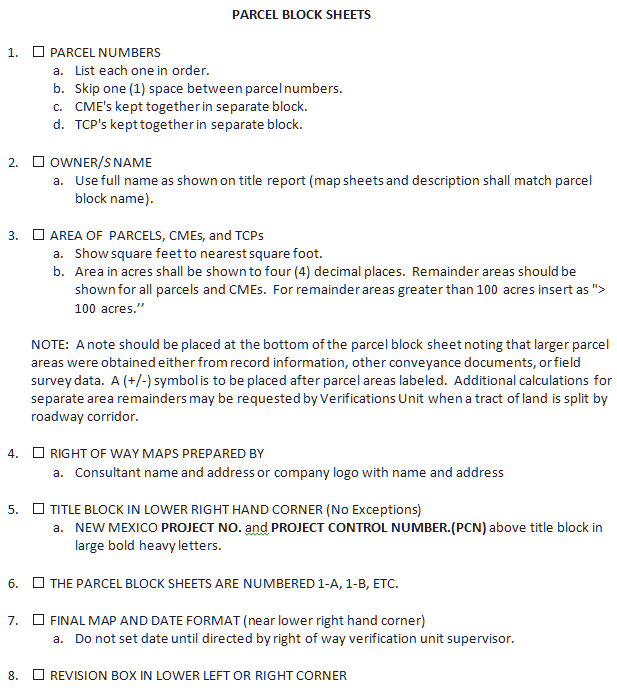 PARCEL BLOCK SHEETS
1. ☐ PARCEL NUMBERS
a. List each one in order.
b. Skip one (1) space between parcel numbers.
c. CME's kept together in separate block.
d. TCP's kept together in separate block.
2. ☐ OWNER/S NAME
a. Use full name as shown on title report (map sheets and description shall match parcel
block name).
3. ☐ AREA OF PARCELS, CMEs, and TCPs
a. Show square feet to nearest square foot.
b. Area in acres shall be shown to four (4) decimal places. Remainder areas should be
shown for all parcels and CMEs. For remainder areas greater than 100 acres insert as ">
100 acres.”
NOTE: A note should be placed at the bottom of the parcel block sheet noting that larger parcel
areas were obtained either from record information, other conveyance documents, or field
survey data. A (+/-) symbol is to be placed after parcel areas labeled. Additional calculations for
separate area remainders may be requested by Verifications Unit when a tract of land is split by
roadway corridor.
4. ☐ RIGHT OF WAY MAPS PREPARED BY
a. Consultant name and address or company logo with name and address
5. ☐ TITLE BLOCK IN LOWER RIGHT HAND CORNER (No Exceptions)
a. NEW MEXICO PROJECT NO. and PROJECT CONTROL NUMBER.(PCN) above title block in
large bold heavy letters.
6. ☐ THE PARCEL BLOCK SHEETS ARE NUMBERED 1-A, 1-B, ETC.
7. ☐ FINAL MAP AND DATE FORMAT (near lower right hand corner)
a. Do not set date until directed by right of way verification unit supervisor.
8. ☐ REVISION BOX IN LOWER LEFT OR RIGHT CORNER